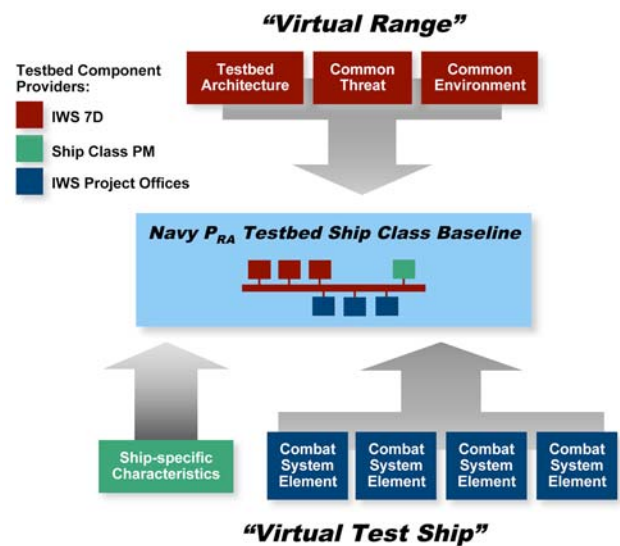 "Virtual Range"
Testbed Component
Providers:
IWS 7D
Ship Class PM
IWS Project Offices
Testbed
Architecture
Common
Threat
Common
Environment
Navy PRA Testbed Ship Class Baseline
Ship-specific
Characteristics
Combat
System
Element
Combat
System
Element
Combat
System
Element
Combat
System
Element
"Virtual Test Ship"